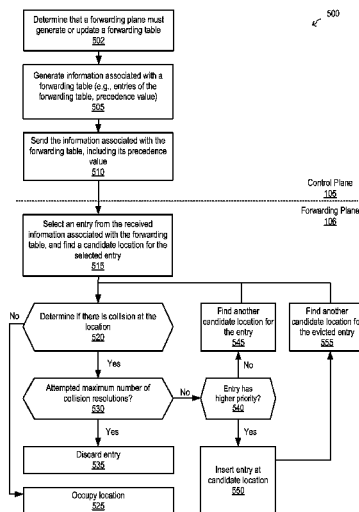 500
Determine that a forwarding plane must
generate or update a forwarding table
502
Generate information associated with a
forwarding table (e.g., entries of the
forwarding table, precedence value)
505
Send the information associated with the
forwarding table, including its precedence
value
510
Control Plane
105
Forwarding Plane
106
Select an entry from the received
information associated with the forwarding
table, and find a candidate location for the
selected entry
515
No
Determine if there is collision at the
location
520
Find another
candidate location for
the entry
545
Find another
candidate location for
the evicted entry
555
Yes
No
Attempted maximum number of
collision resolutions?
530
No
Entry has
higher priority?
540
Yes
Yes
Discard entry
535
Insert entry at
candidate location
550
Occupy location
525